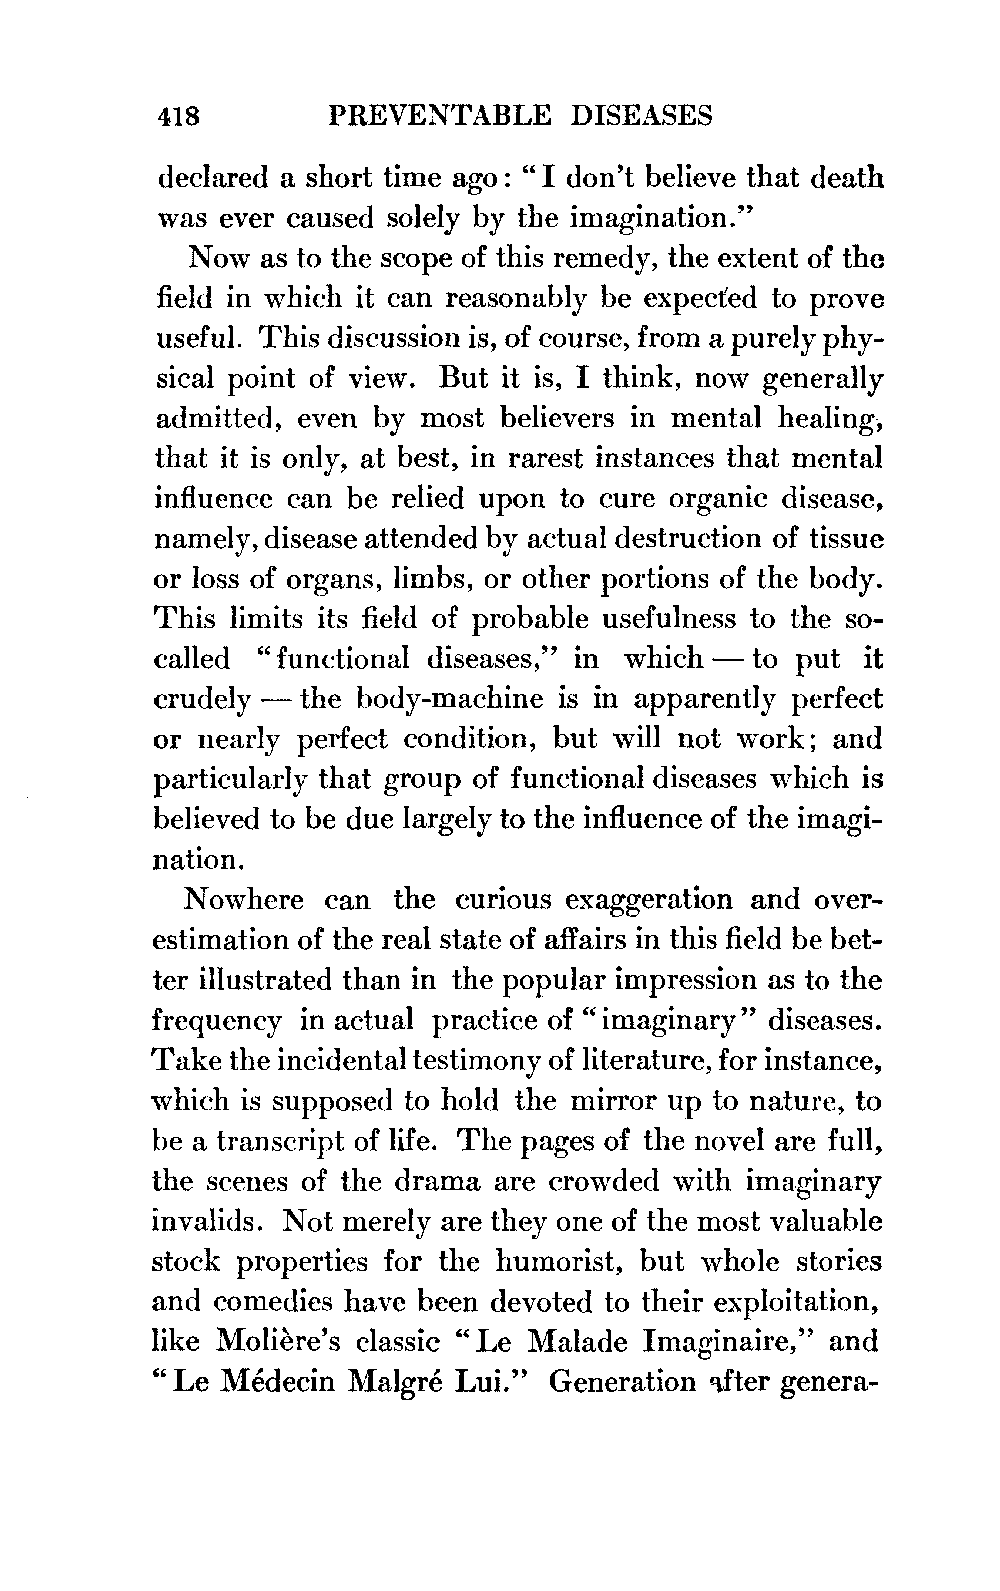 418 PREVENTABLE DISEASES
declared a short time ago: “I don’t believe that death
was ever caused solely by the imagination.”
Now as to the scope of this remedy, the extent of the
field in which it can reasonably be expected to prove
useful. This discussion is, of course, from a purely phy-
sical point of view. But it is, I think, now generally
admitted, even by most believers in mental healing,
that it is only, at best, in rarest instances that mental
influence can be relied upon to cure organic disease,
namely, disease attended by actual destruction of tissue
or loss of organs, limbs, or other portions of the body.
This limits its field of probable usefulness to the so-
called “functional diseases,” in which — to put it
crudely — the body-machine is in apparently perfect
or nearly perfect condition, but will not work; and
particularly that group of functional diseases which is
believed to be due largely to the influence of the imagi-
nation.
Nowhere can the curious exaggeration and over-
estimation of the real state of affairs in this field be bet-
ter illustrated than in the popular impression as to the
frequency in actual practice of “imaginary” diseases.
Take the incidental testimony of literature, for instance,
which is supposed to hold the mirror up to nature, to
be a transcript of life. The pages of the novel are full,
the scenes of the drama are crowded with imaginary
invalids. Not merely are they one of the most valuable
stock properties for the humorist, but whole stories
and comedies have been devoted to their exploitation,
like Molière’s classic “Le Malade Imaginaire,” and
“Le Médecin Malgré Lui.” Generation after genera-